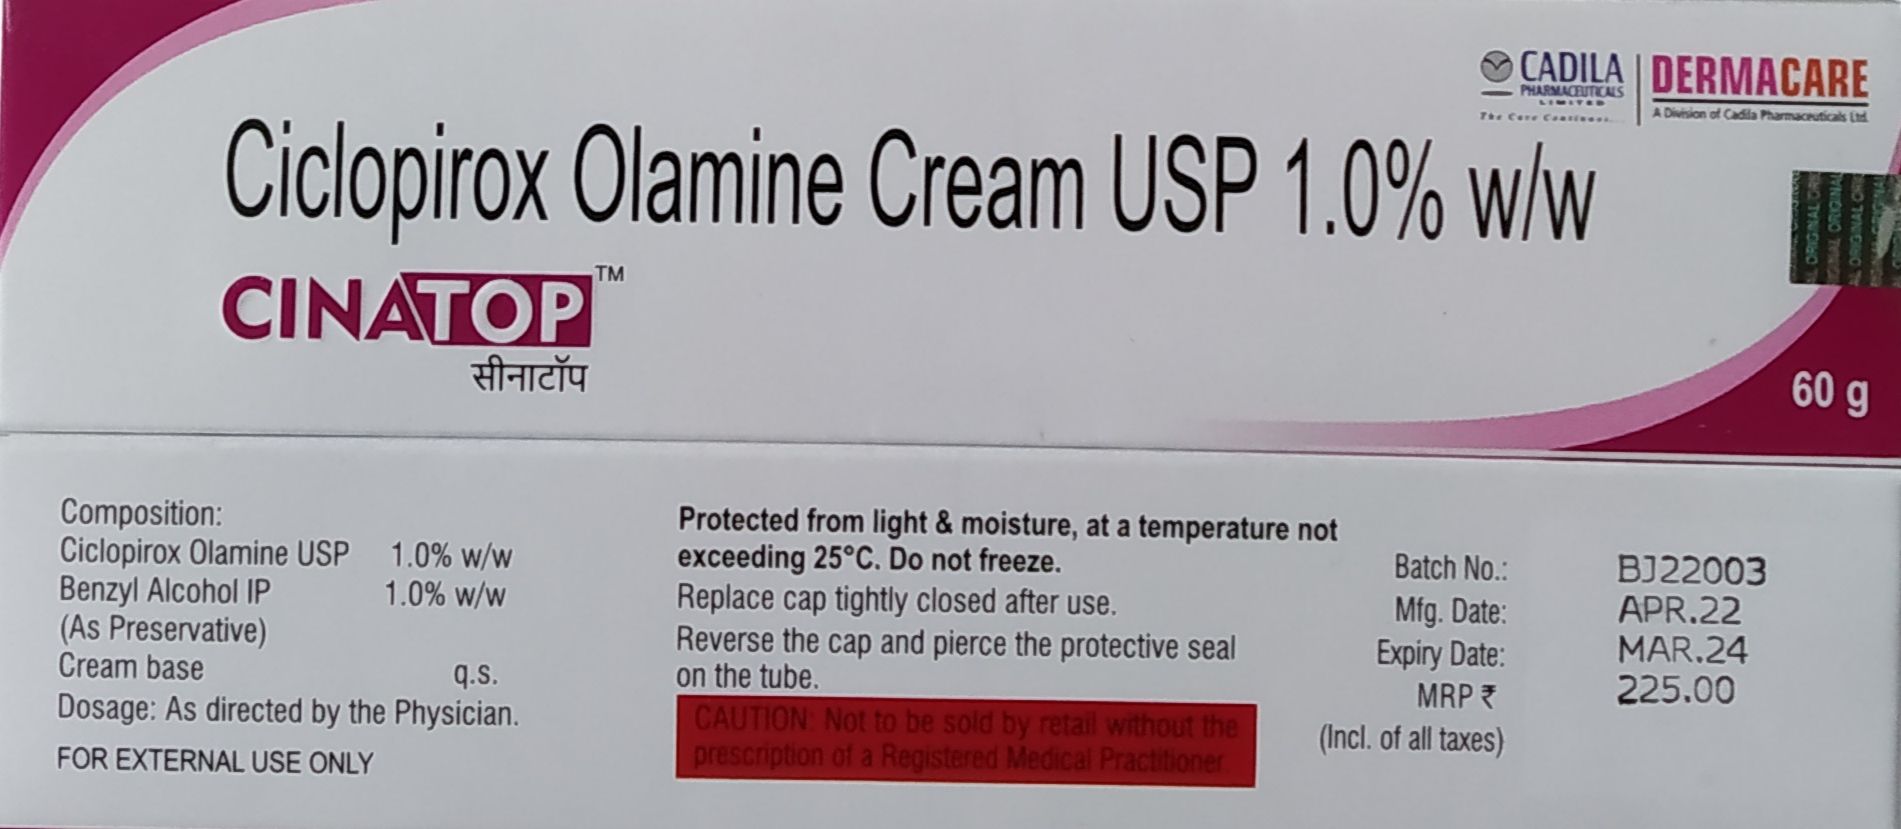 CADILA
PHARMACEUTICALS
LIMITED
The Care Continues...
DERMACARE
A Division of Cadila Pharmaceuticals Ltd.
Ciclopirox Olamine Cream USP 1.0% w/w
CINATOP™
सीनाटॉप
ORIGINAL
60 g
Composition:
Ciclopirox Olamine USP 1.0% w/w
Benzyl Alcohol IP 1.0% w/w
(As Preservative)
Cream base q.s.
Dosage: As directed by the Physician.
FOR EXTERNAL USE ONLY
Protected from light & moisture, at a temperature not
exceeding 25°C. Do not freeze.
Replace cap tightly closed after use.
Reverse the cap and pierce the protective seal
on the tube.
CAUTION: Not to be sold by retail without the
prescription of a Registered Medical Practitioner.
Batch No.: BJ22003
Mfg. Date: APR.22
Expiry Date: MAR.24
MRP ₹ 225.00
(Incl. of all taxes)